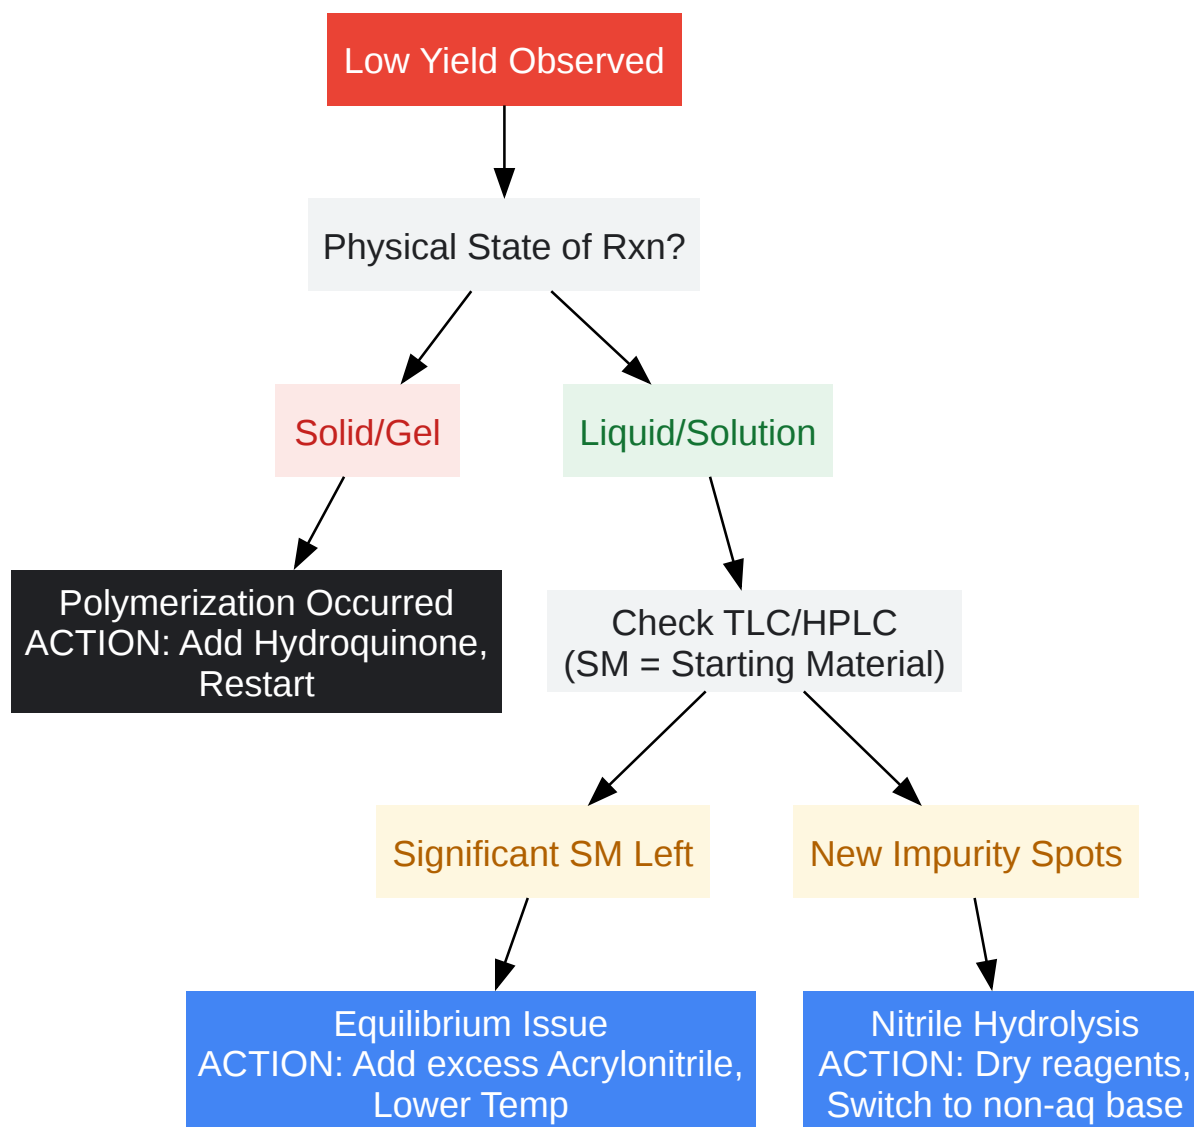 Low Yield Observed
Physical State of Rxn?
Solid/Gel
Liquid/Solution
Polymerization Occurred
ACTION: Add Hydroquinone,
Restart
Check TLC/HPLC
(SM = Starting Material)
Significant SM Left
New Impurity Spots
Equilibrium Issue
ACTION: Add excess Acrylonitrile,
Lower Temp
Nitrile Hydrolysis
ACTION: Dry reagents,
Switch to non-aq base